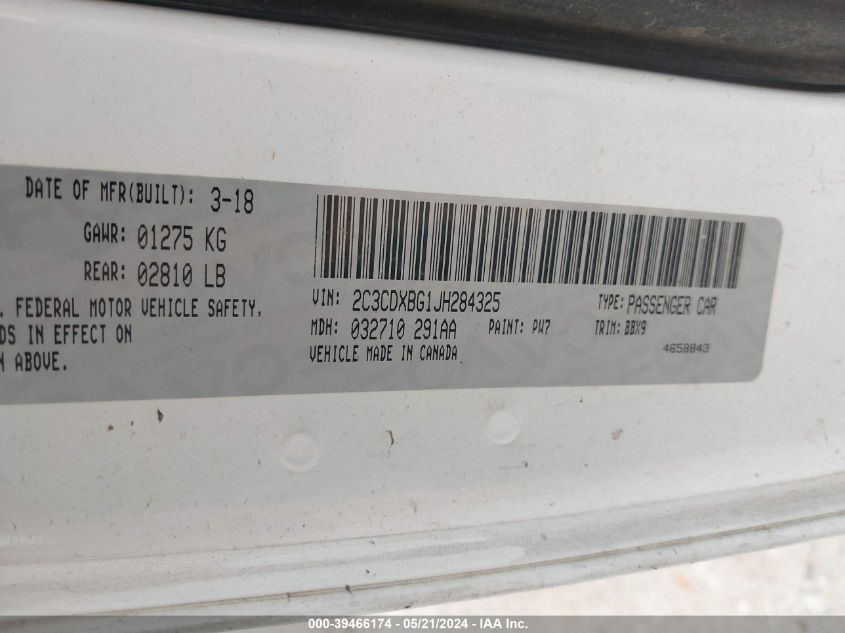 DATE OF MFR(BUILT): 3-18
GAWR: 01275 KG
REAR: 02810 LB
. FEDERAL MOTOR VEHICLE SAFETY,
DS IN EFFECT ON
N ABOVE.
VIN: 2C3CDXBG1JH284325
TYPE: PASSENGER CAR
MDH: 032710 291AA
PAINT: PW7
TRIM: BBX9
VEHICLE MADE IN CANADA
4658843
000-39466174 - 05/21/2024 - IAA Inc.